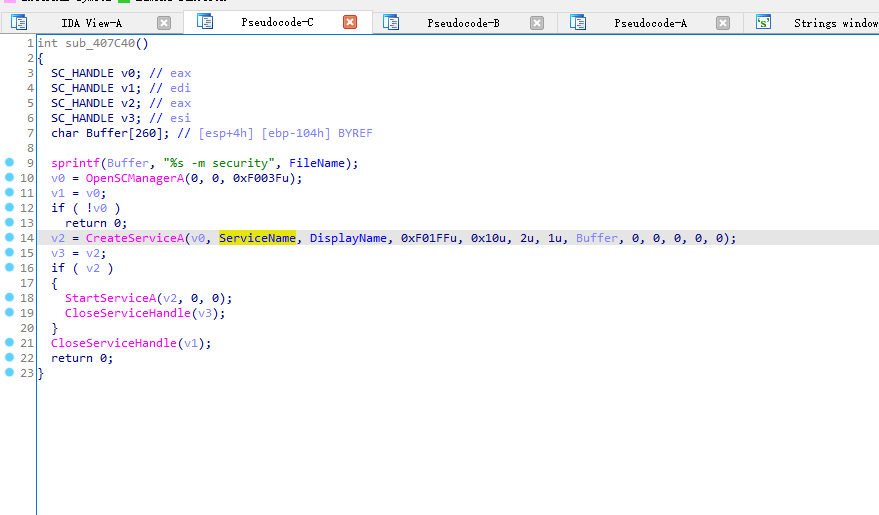 IDA View-A Pseudocode-C Pseudocode-B Pseudocode-A 's' Strings window
1 int sub_407C40()
2 {
3 SC_HANDLE v0; // eax
4 SC_HANDLE v1; // edi
5 SC_HANDLE v2; // eax
6 SC_HANDLE v3; // esi
7 char Buffer[260]; // [esp+4h] [ebp-104h] BYREF
8
9 sprintf(Buffer, "%s -m security", FileName);
10 v0 = OpenSCManagerA(0, 0, 0xF003Fu);
11 v1 = v0;
12 if ( !v0 )
13 return 0;
14 v2 = CreateServiceA(v0, ServiceName, DisplayName, 0xF01FFu, 0x10u, 2u, 1u, Buffer, 0, 0, 0, 0, 0);
15 v3 = v2;
16 if ( v2 )
17 {
18 StartServiceA(v2, 0, 0);
19 CloseServiceHandle(v3);
20 }
21 CloseServiceHandle(v1);
22 return 0;
23 }